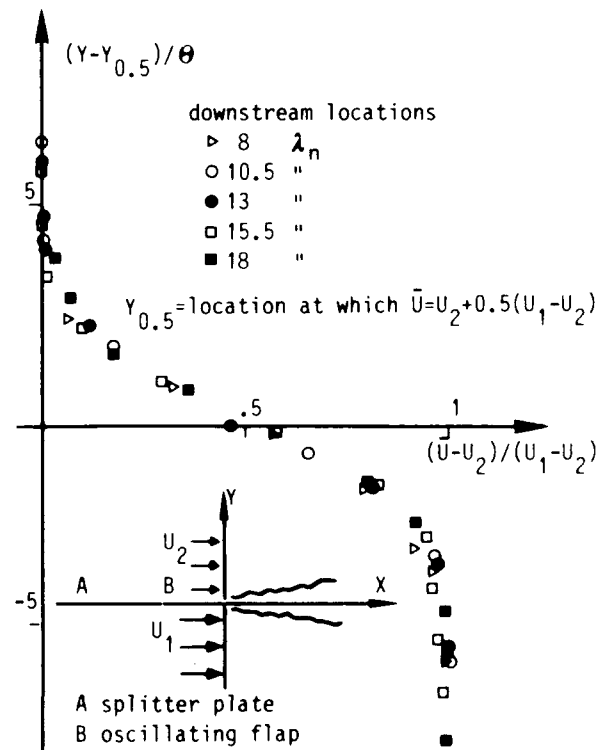 (Y-Y0.5)/Θ
downstream locations
▷ 8 λn
○ 10.5 "
● 13 "
□ 15.5 "
■ 18 "
5
Y0.5=location at which Ū=U2+0.5(U1-U2)
.5
1
(Ū-U2)/(U1-U2)
Y
U2
A
B
X
-5
U1
A splitter plate
B oscillating flap